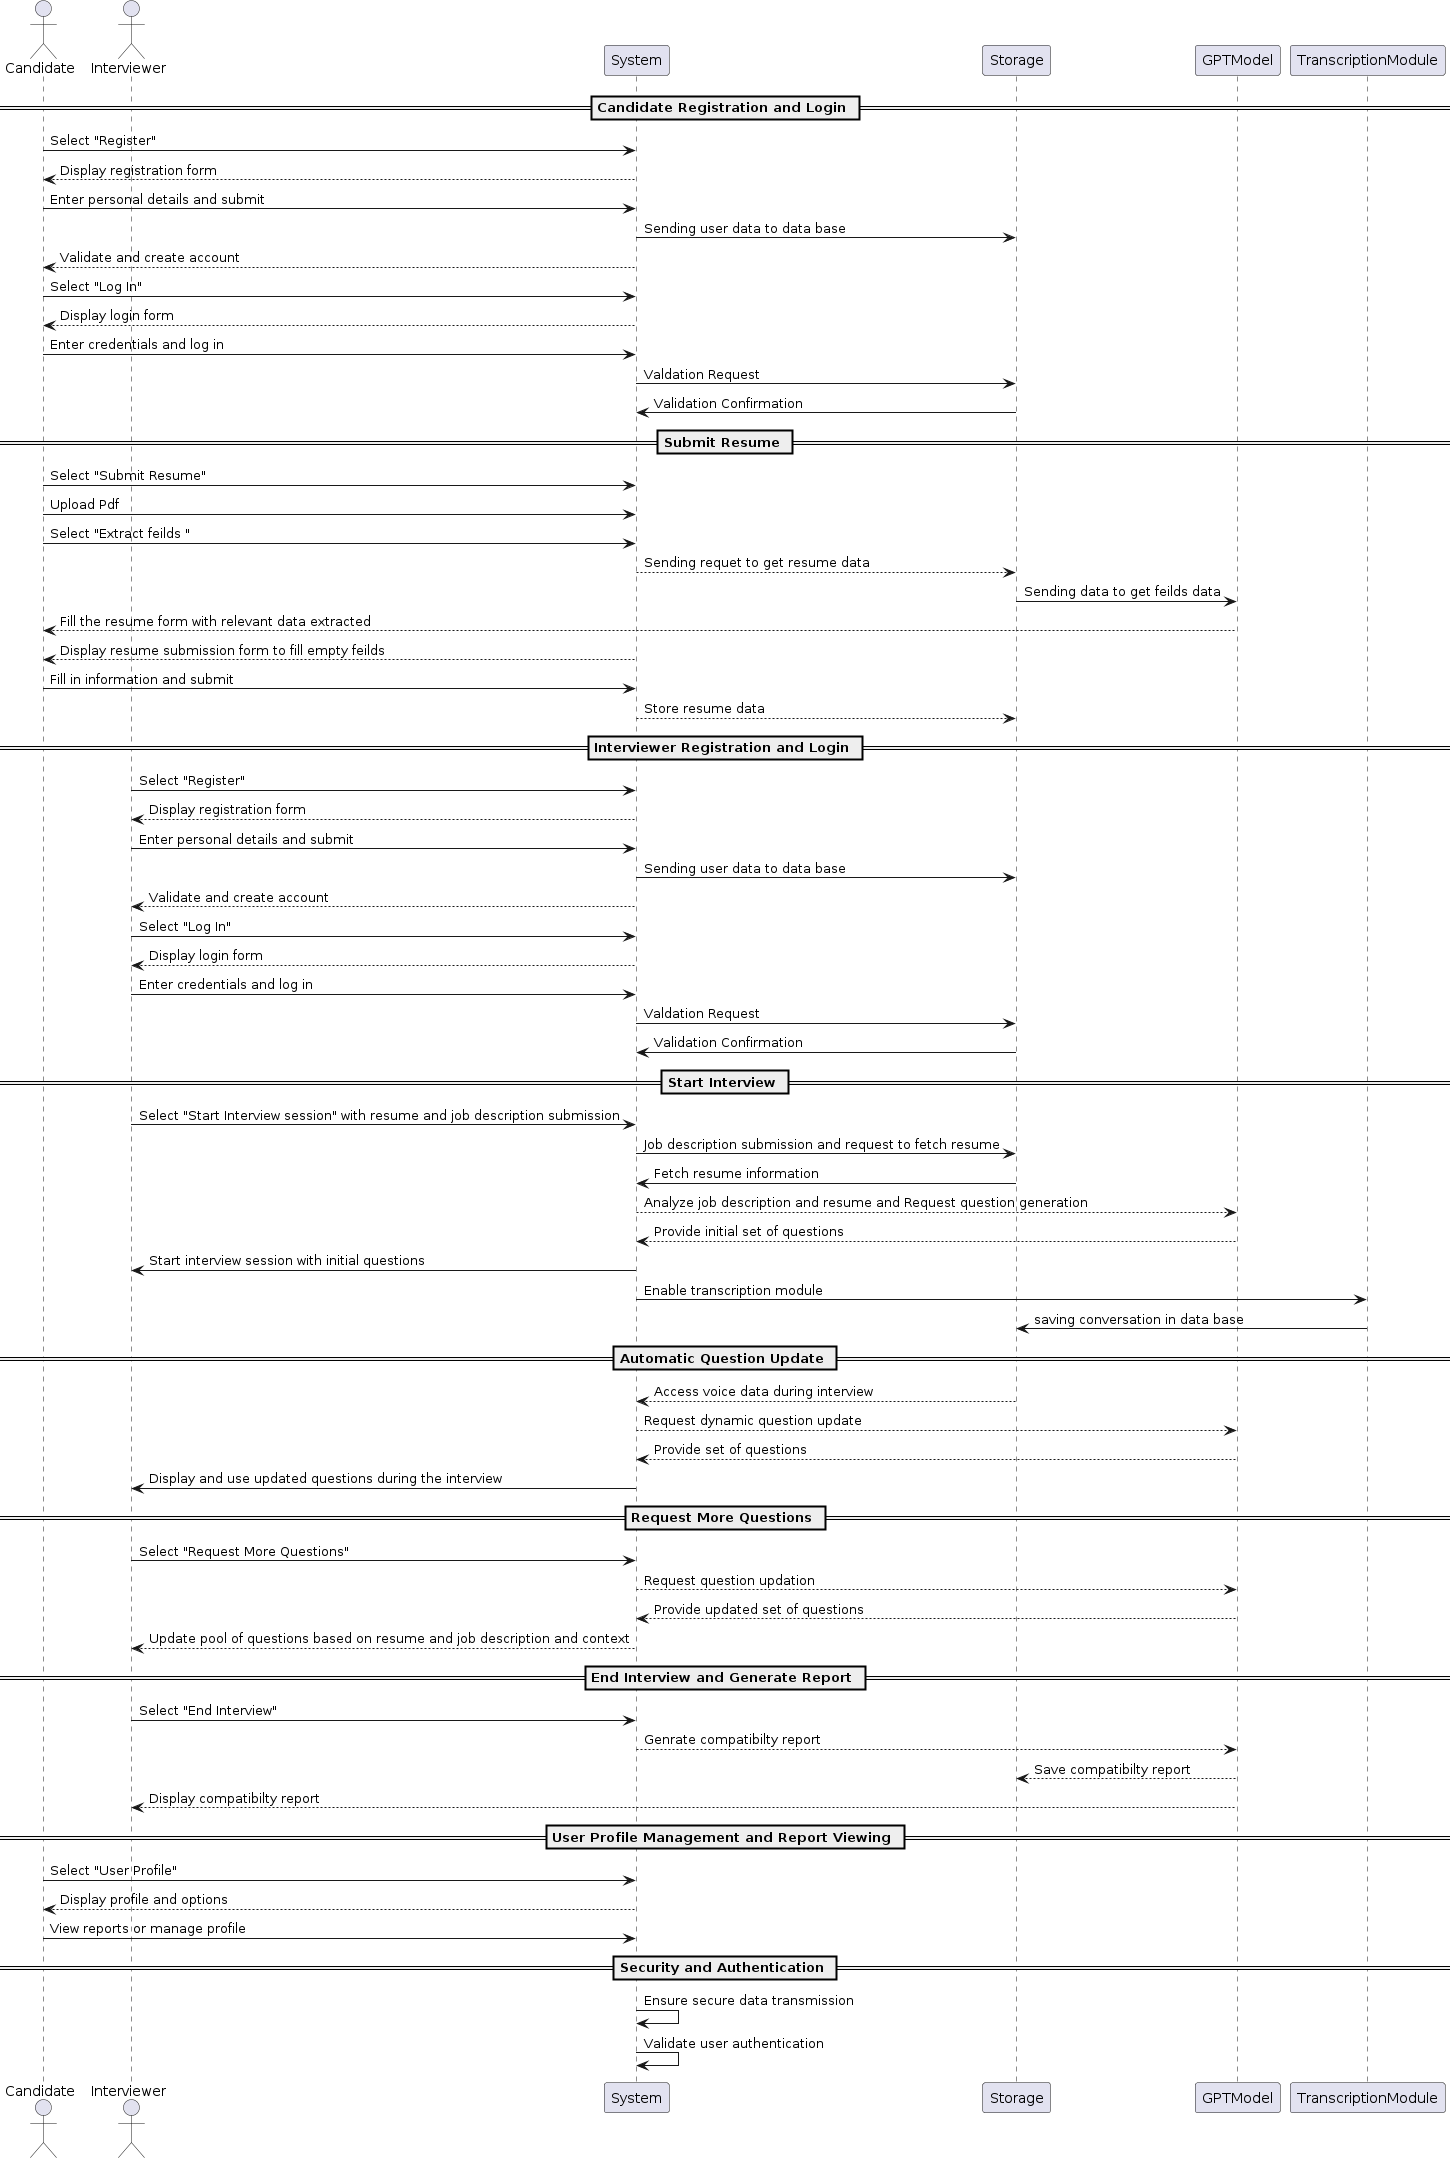 Candidate
Interviewer
System
Storage
GPTModel
TranscriptionModule
Candidate Registration and Login
Select "Register"
Display registration form
Enter personal details and submit
Sending user data to data base
Validate and create account
Select "Log In"
Display login form
Enter credentials and log in
Valdation Request
Validation Confirmation
Submit Resume
Select "Submit Resume"
Upload Pdf
Select "Extract feilds "
Sending requet to get resume data
Sending data to get feilds data
Fill the resume form with relevant data extracted
Display resume submission form to fill empty feilds
Fill in information and submit
Store resume data
Interviewer Registration and Login
Select "Register"
Display registration form
Enter personal details and submit
Sending user data to data base
Validate and create account
Select "Log In"
Display login form
Enter credentials and log in
Valdation Request
Validation Confirmation
Start Interview
Select "Start Interview session" with resume and job description submission
Job description submission and request to fetch resume
Fetch resume information
Analyze job description and resume and Request question generation
Provide initial set of questions
Start interview session with initial questions
Enable transcription module
saving conversation in data base
Automatic Question Update
Access voice data during interview
Request dynamic question update
Provide set of questions
Display and use updated questions during the interview
Request More Questions
Select "Request More Questions"
Request question updation
Provide updated set of questions
Update pool of questions based on resume and job description and context
End Interview and Generate Report
Select "End Interview"
Genrate compatibilty report
Save compatibilty report
Display compatibilty report
User Profile Management and Report Viewing
Select "User Profile"
Display profile and options
View reports or manage profile
Security and Authentication
Ensure secure data transmission
Validate user authentication
Candidate
Interviewer
System
Storage
GPTModel
TranscriptionModule